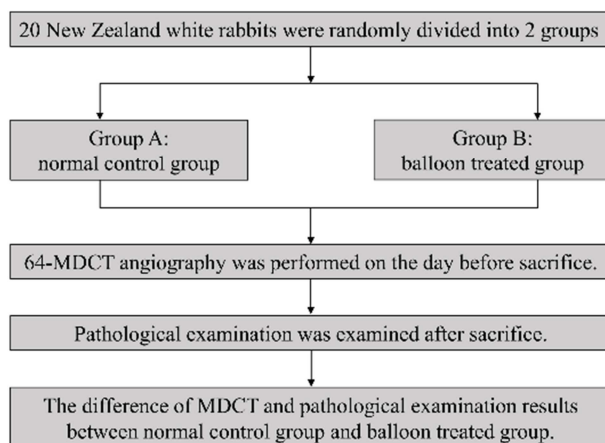 20 New Zealand white rabbits were randomly divided into 2 groups
Group A:
normal control group
Group B:
balloon treated group
64-MDCT angiography was performed on the day before sacrifice.
Pathological examination was examined after sacrifice.
The difference of MDCT and pathological examination results
between normal control group and balloon treated group.